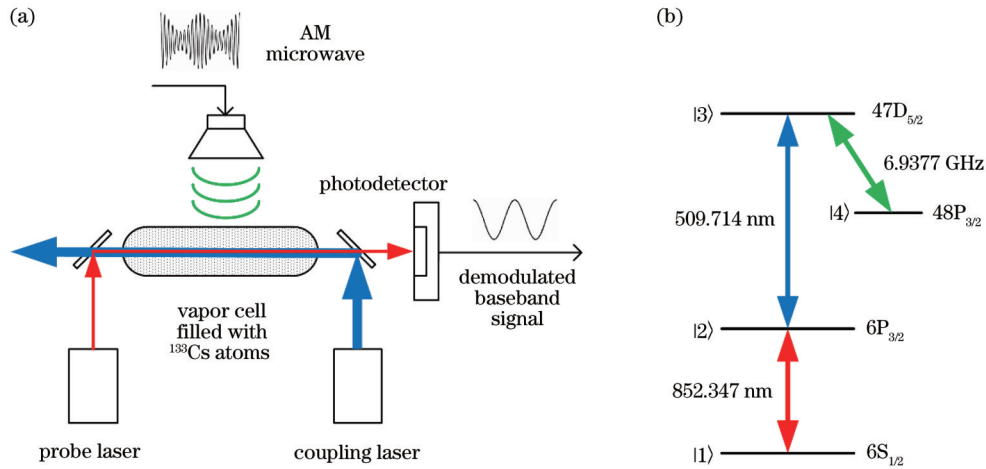 (a)
AM
microwave
photodetector
demodulated
baseband
signal
vapor cell
filled with
¹³³Cs atoms
probe laser
coupling laser
(b)
|3⟩
47D₅/₂
6.9377 GHz
|4⟩
48P₃/₂
509.714 nm
|2⟩
6P₃/₂
852.347 nm
|1⟩
6S₁/₂